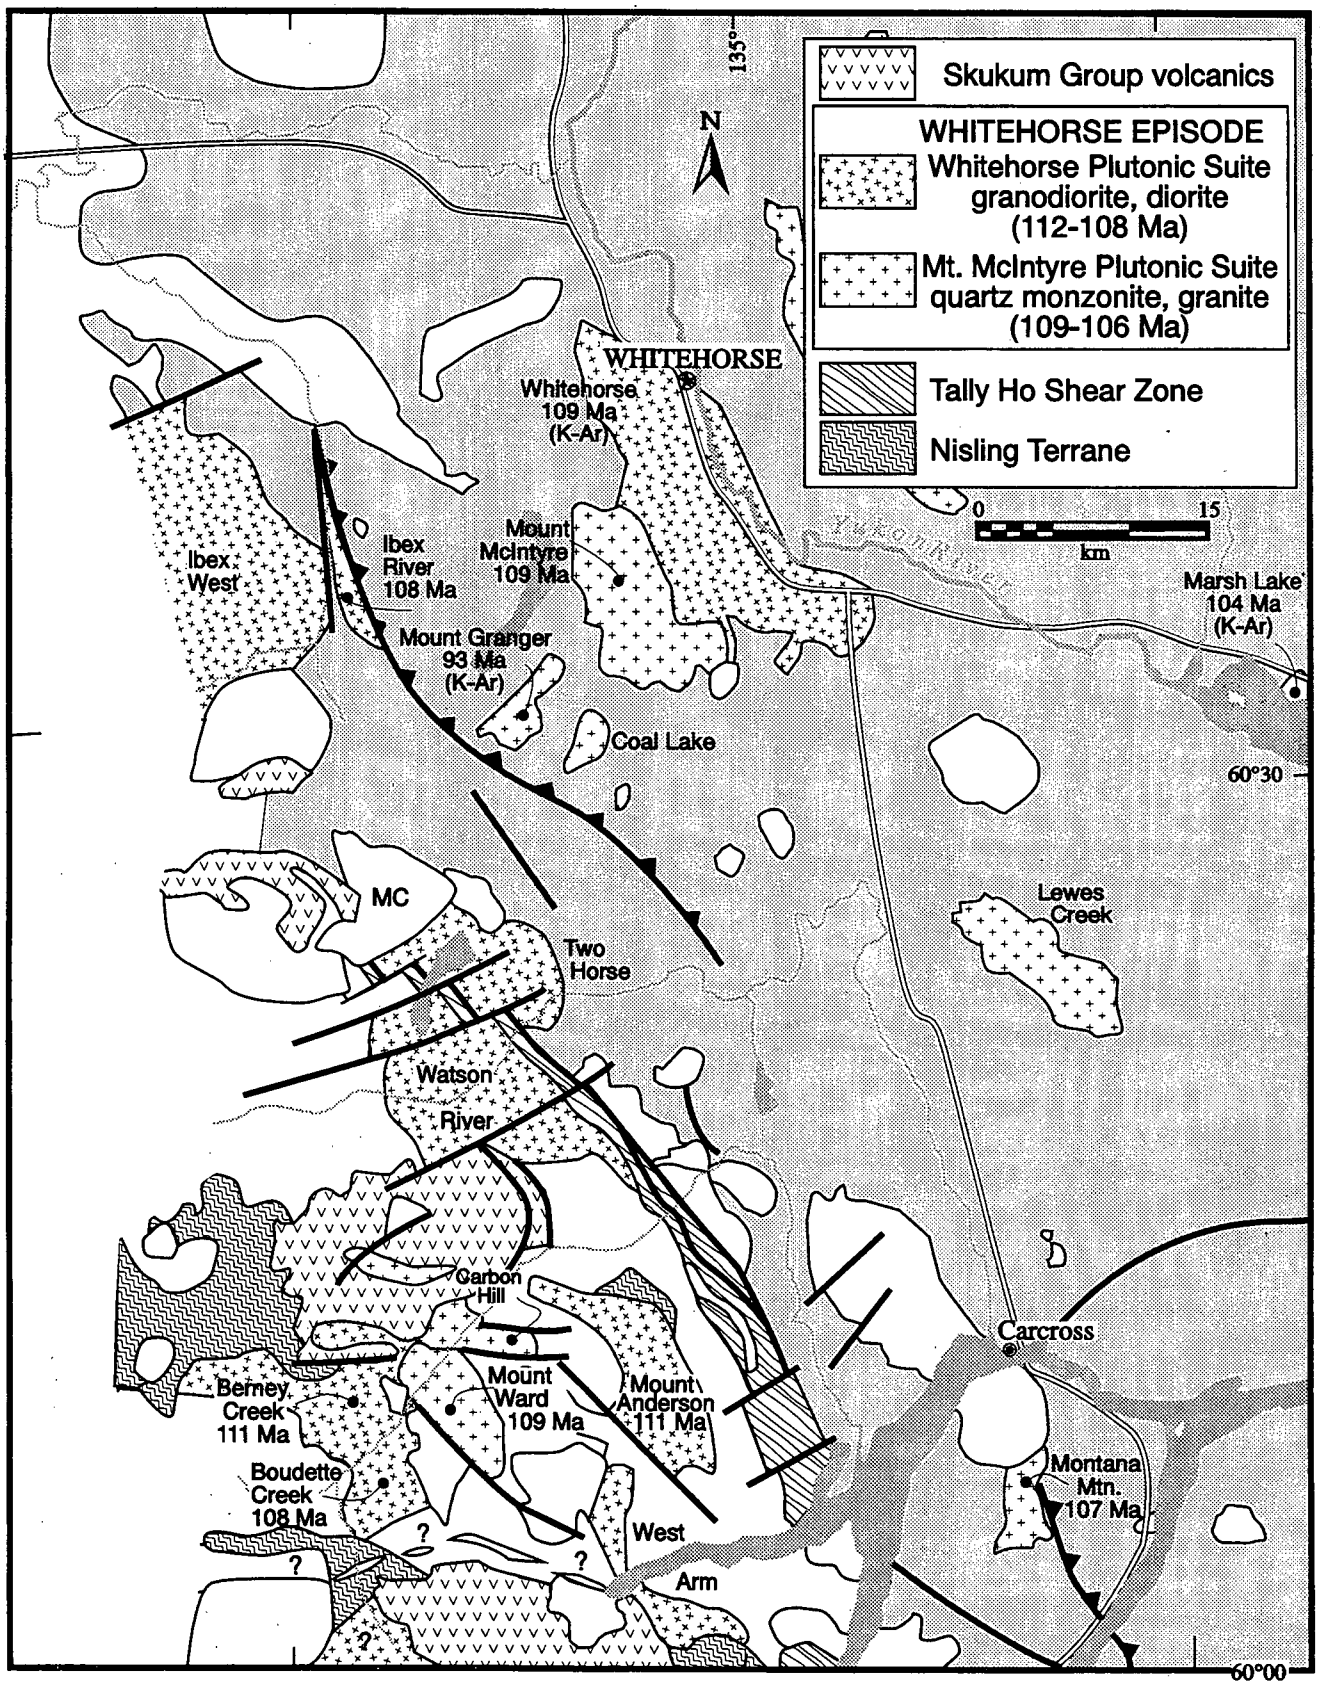 135°
N
Skukum Group volcanics
WHITEHORSE EPISODE
Whitehorse Plutonic Suite
granodiorite, diorite
(112-108 Ma)
Mt. McIntyre Plutonic Suite
quartz monzonite, granite
(109-106 Ma)
Tally Ho Shear Zone
Nisling Terrane
0 15
km
WHITEHORSE
Whitehorse
109 Ma
(K-Ar)
Yukon River
Mount
McIntyre
109 Ma
Ibex
West
Ibex
River
108 Ma
Marsh Lake
104 Ma
(K-Ar)
Mount Granger
93 Ma
(K-Ar)
Coal Lake
60°30
MC
Lewes
Creek
Two
Horse
Watson
River
Carbon
Hill
Carcross
Mount
Ward
109 Ma
Mount
Anderson
111 Ma
Berney
Creek
111 Ma
Boudette
Creek
108 Ma
Montana
Mtn.
107 Ma
West
Arm
?
?
?
?
60°00